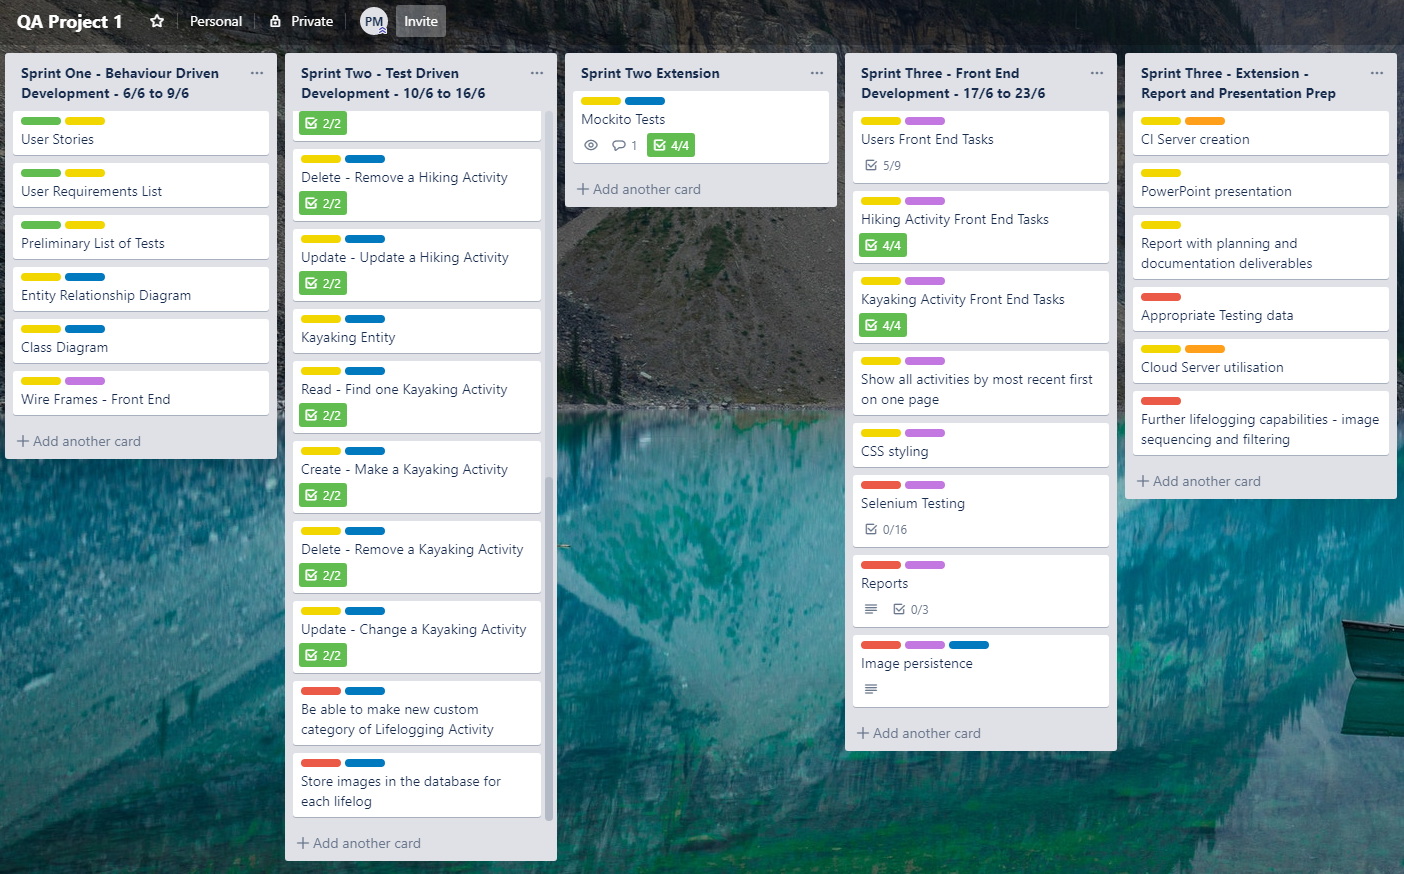 QA Project 1
Personal
Private
PM
Invite
Sprint One - Behaviour Driven
Development - 6/6 to 9/6
User Stories
User Requirements List
Preliminary List of Tests
Entity Relationship Diagram
Class Diagram
Wire Frames - Front End
Add another card
Sprint Two - Test Driven
Development - 10/6 to 16/6
2/2
Delete - Remove a Hiking Activity
2/2
Update - Update a Hiking Activity
2/2
Kayaking Entity
Read - Find one Kayaking Activity
2/2
Create - Make a Kayaking Activity
2/2
Delete - Remove a Kayaking Activity
2/2
Update - Change a Kayaking Activity
2/2
Be able to make new custom
category of Lifelogging Activity
Store images in the database for
each lifelog
Add another card
Sprint Two Extension
Mockito Tests
1
4/4
Add another card
Sprint Three - Front End
Development - 17/6 to 23/6
Users Front End Tasks
5/9
Hiking Activity Front End Tasks
4/4
Kayaking Activity Front End Tasks
4/4
Show all activities by most recent first
on one page
CSS styling
Selenium Testing
0/16
Reports
0/3
Image persistence
Add another card
Sprint Three - Extension -
Report and Presentation Prep
CI Server creation
PowerPoint presentation
Report with planning and
documentation deliverables
Appropriate Testing data
Cloud Server utilisation
Further lifelogging capabilities - image
sequencing and filtering
Add another card